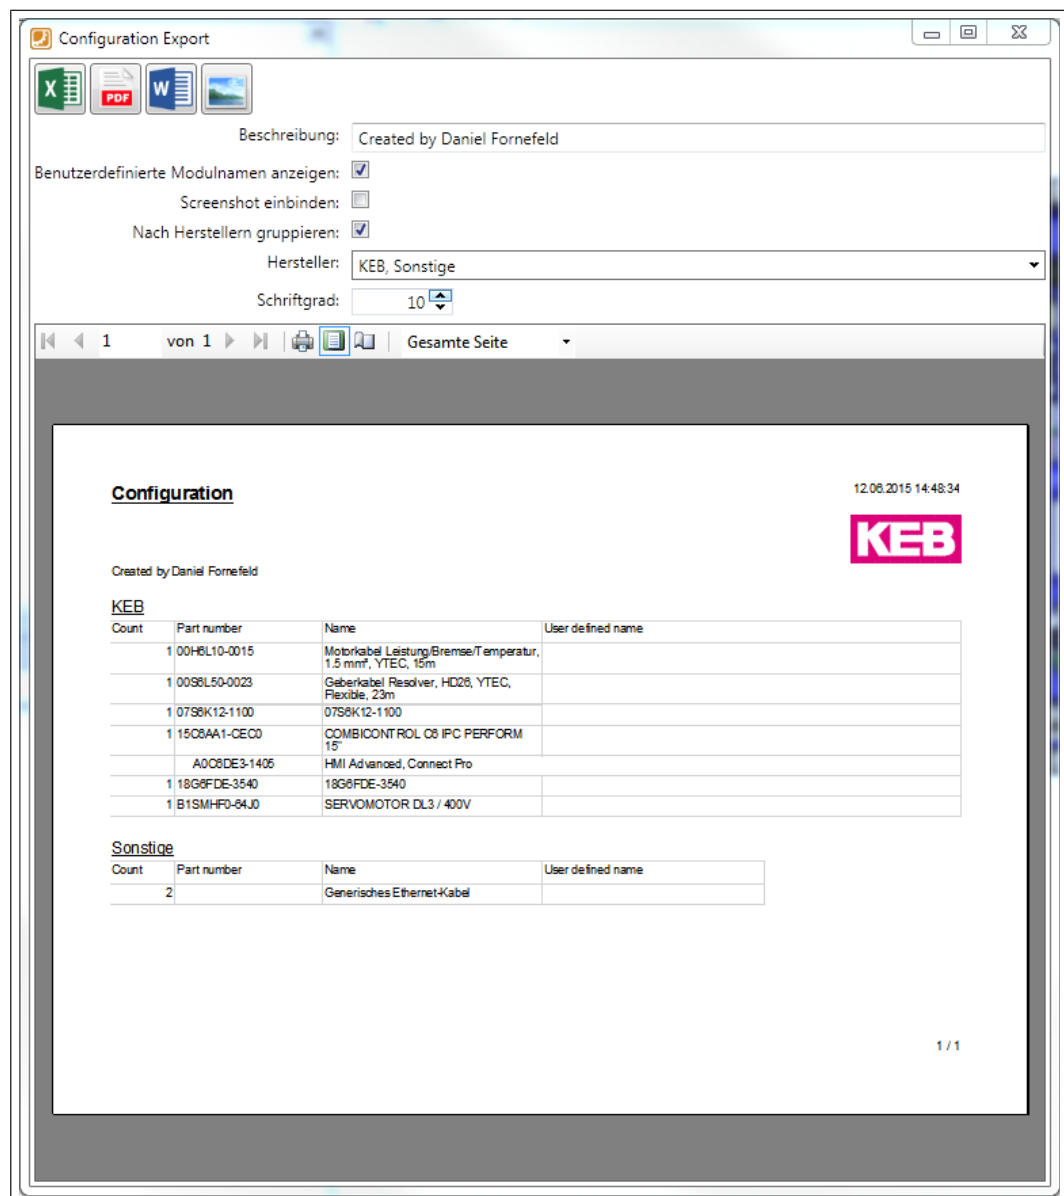 Configuration Export
X PDF W
Beschreibung: Created by Daniel Fornefeld
Benutzerdefinierte Modulnamen anzeigen:
Screenshot einbinden:
Nach Herstellern gruppieren:
Hersteller: KEB, Sonstige
Schriftgrad: 10
1 von 1 Gesamte Seite
Configuration 12.06.2015 14:48:34
KEB
Created by Daniel Fornefeld
KEB
Count Part number Name User defined name
1 00H6L10-0015 Motorkabel Leistung/Bremse/Temperatur,
1.5 mm², YTEC, 15m
1 00S6L50-0023 Geberkabel Resolver, HD26, YTEC,
Flexible, 23m
1 07S6K12-1100 07S6K12-1100
1 15C6AA1-CEC0 COMBICONTROL C6 IPC PERFORM
15"
A0C6DE3-1405 HMI Advanced, Connect Pro
1 18G6FDE-3540 18G6FDE-3540
1 B1SMHF0-64J0 SERVOMOTOR DL3 / 400V
Sonstige
Count Part number Name User defined name
2 Generisches Ethernet-Kabel
1 / 1